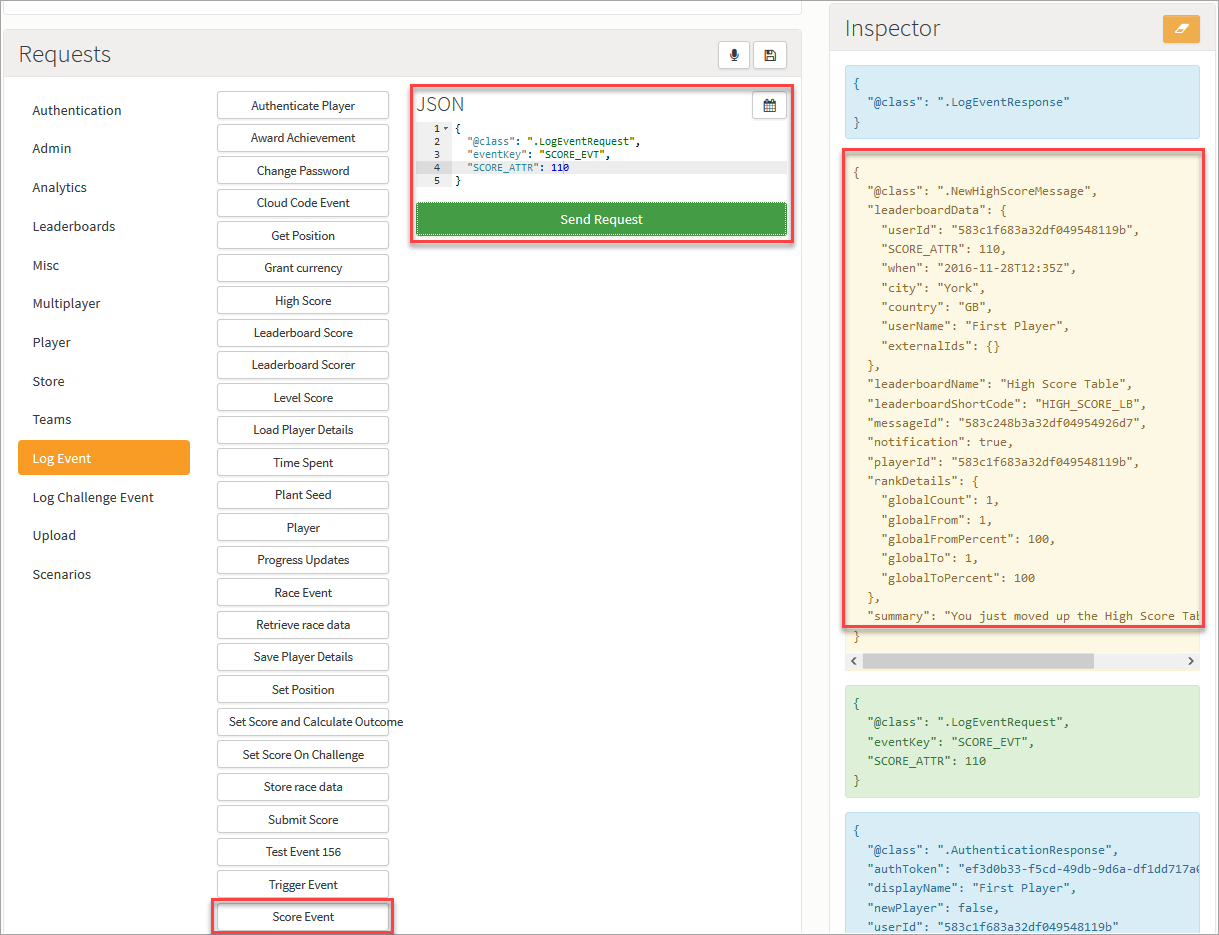 Requests
Authentication
Admin
Analytics
Leaderboards
Misc
Multiplayer
Player
Store
Teams
Log Event
Log Challenge Event
Upload
Scenarios
Authenticate Player
Award Achievement
Change Password
Cloud Code Event
Get Position
Grant currency
High Score
Leaderboard Score
Leaderboard Scorer
Level Score
Load Player Details
Time Spent
Plant Seed
Player
Progress Updates
Race Event
Retrieve race data
Save Player Details
Set Position
Set Score and Calculate Outcome
Set Score On Challenge
Store race data
Submit Score
Test Event 156
Trigger Event
Score Event
JSON
1 {
2 "@class": ".LogEventRequest",
3 "eventKey": "SCORE_EVT",
4 "SCORE_ATTR": 110
5 }
Send Request
Inspector
{
"@class": ".LogEventResponse"
}
{
"@class": ".NewHighScoreMessage",
"leaderboardData": {
"userId": "583c1f683a32df049548119b",
"SCORE_ATTR": 110,
"when": "2016-11-28T12:35Z",
"city": "York",
"country": "GB",
"userName": "First Player",
"externalIds": {}
},
"leaderboardName": "High Score Table",
"leaderboardShortCode": "HIGH_SCORE_LB",
"messageId": "583c248b3a32df04954926d7",
"notification": true,
"playerId": "583c1f683a32df049548119b",
"rankDetails": {
"globalCount": 1,
"globalFrom": 1,
"globalFromPercent": 100,
"globalTo": 1,
"globalToPercent": 100
},
"summary": "You just moved up the High Score Tab
}
{
"@class": ".LogEventRequest",
"eventKey": "SCORE_EVT",
"SCORE_ATTR": 110
}
{
"@class": ".AuthenticationResponse",
"authToken": "ef3d0b33-f5cd-49db-9d6a-df1dd717a6
"displayName": "First Player",
"newPlayer": false,
"userId": "583c1f683a32df049548119b"